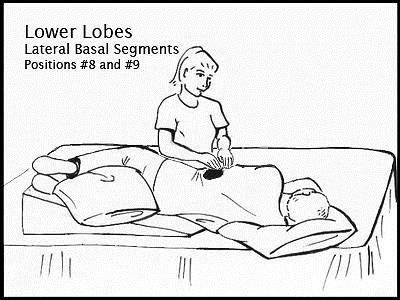 Lower Lobes
Lateral Basal Segments
Positions #8 and #9